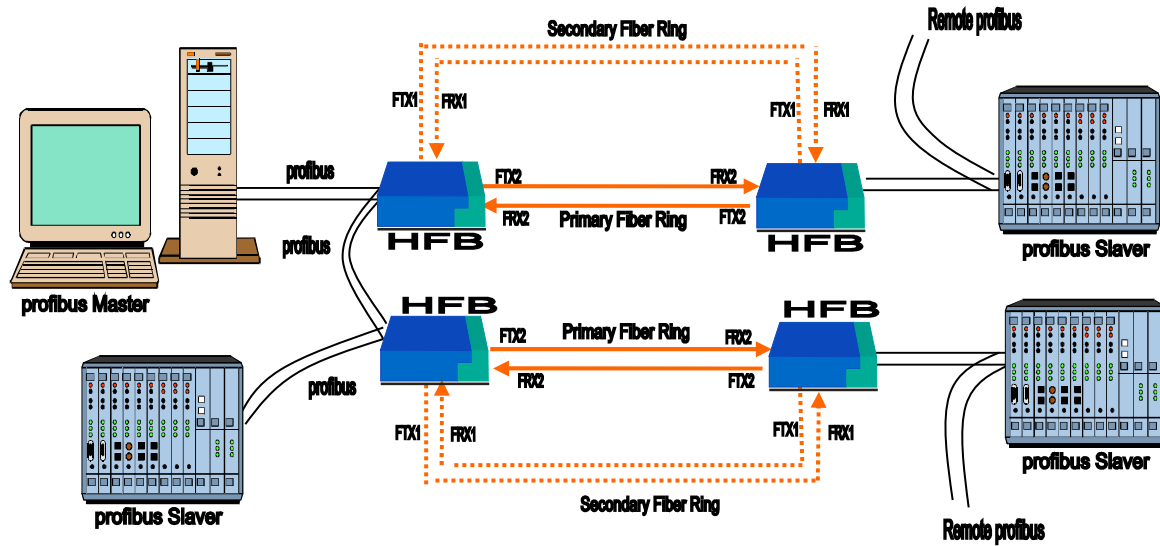 Secondary Fiber Ring
Remote profibus
FTX1
FRX1
FTX1
FRX1
profibus
FTX2
FRX2
FRX2
Primary Fiber Ring
FTX2
HFB
HFB
profibus Slaver
profibus
profibus Master
HFB
HFB
FTX2
Primary Fiber Ring
FRX2
FRX2
FTX2
profibus
FTX1
FRX1
FTX1
FRX1
profibus Slaver
Secondary Fiber Ring
profibus Slaver
Remote profibus